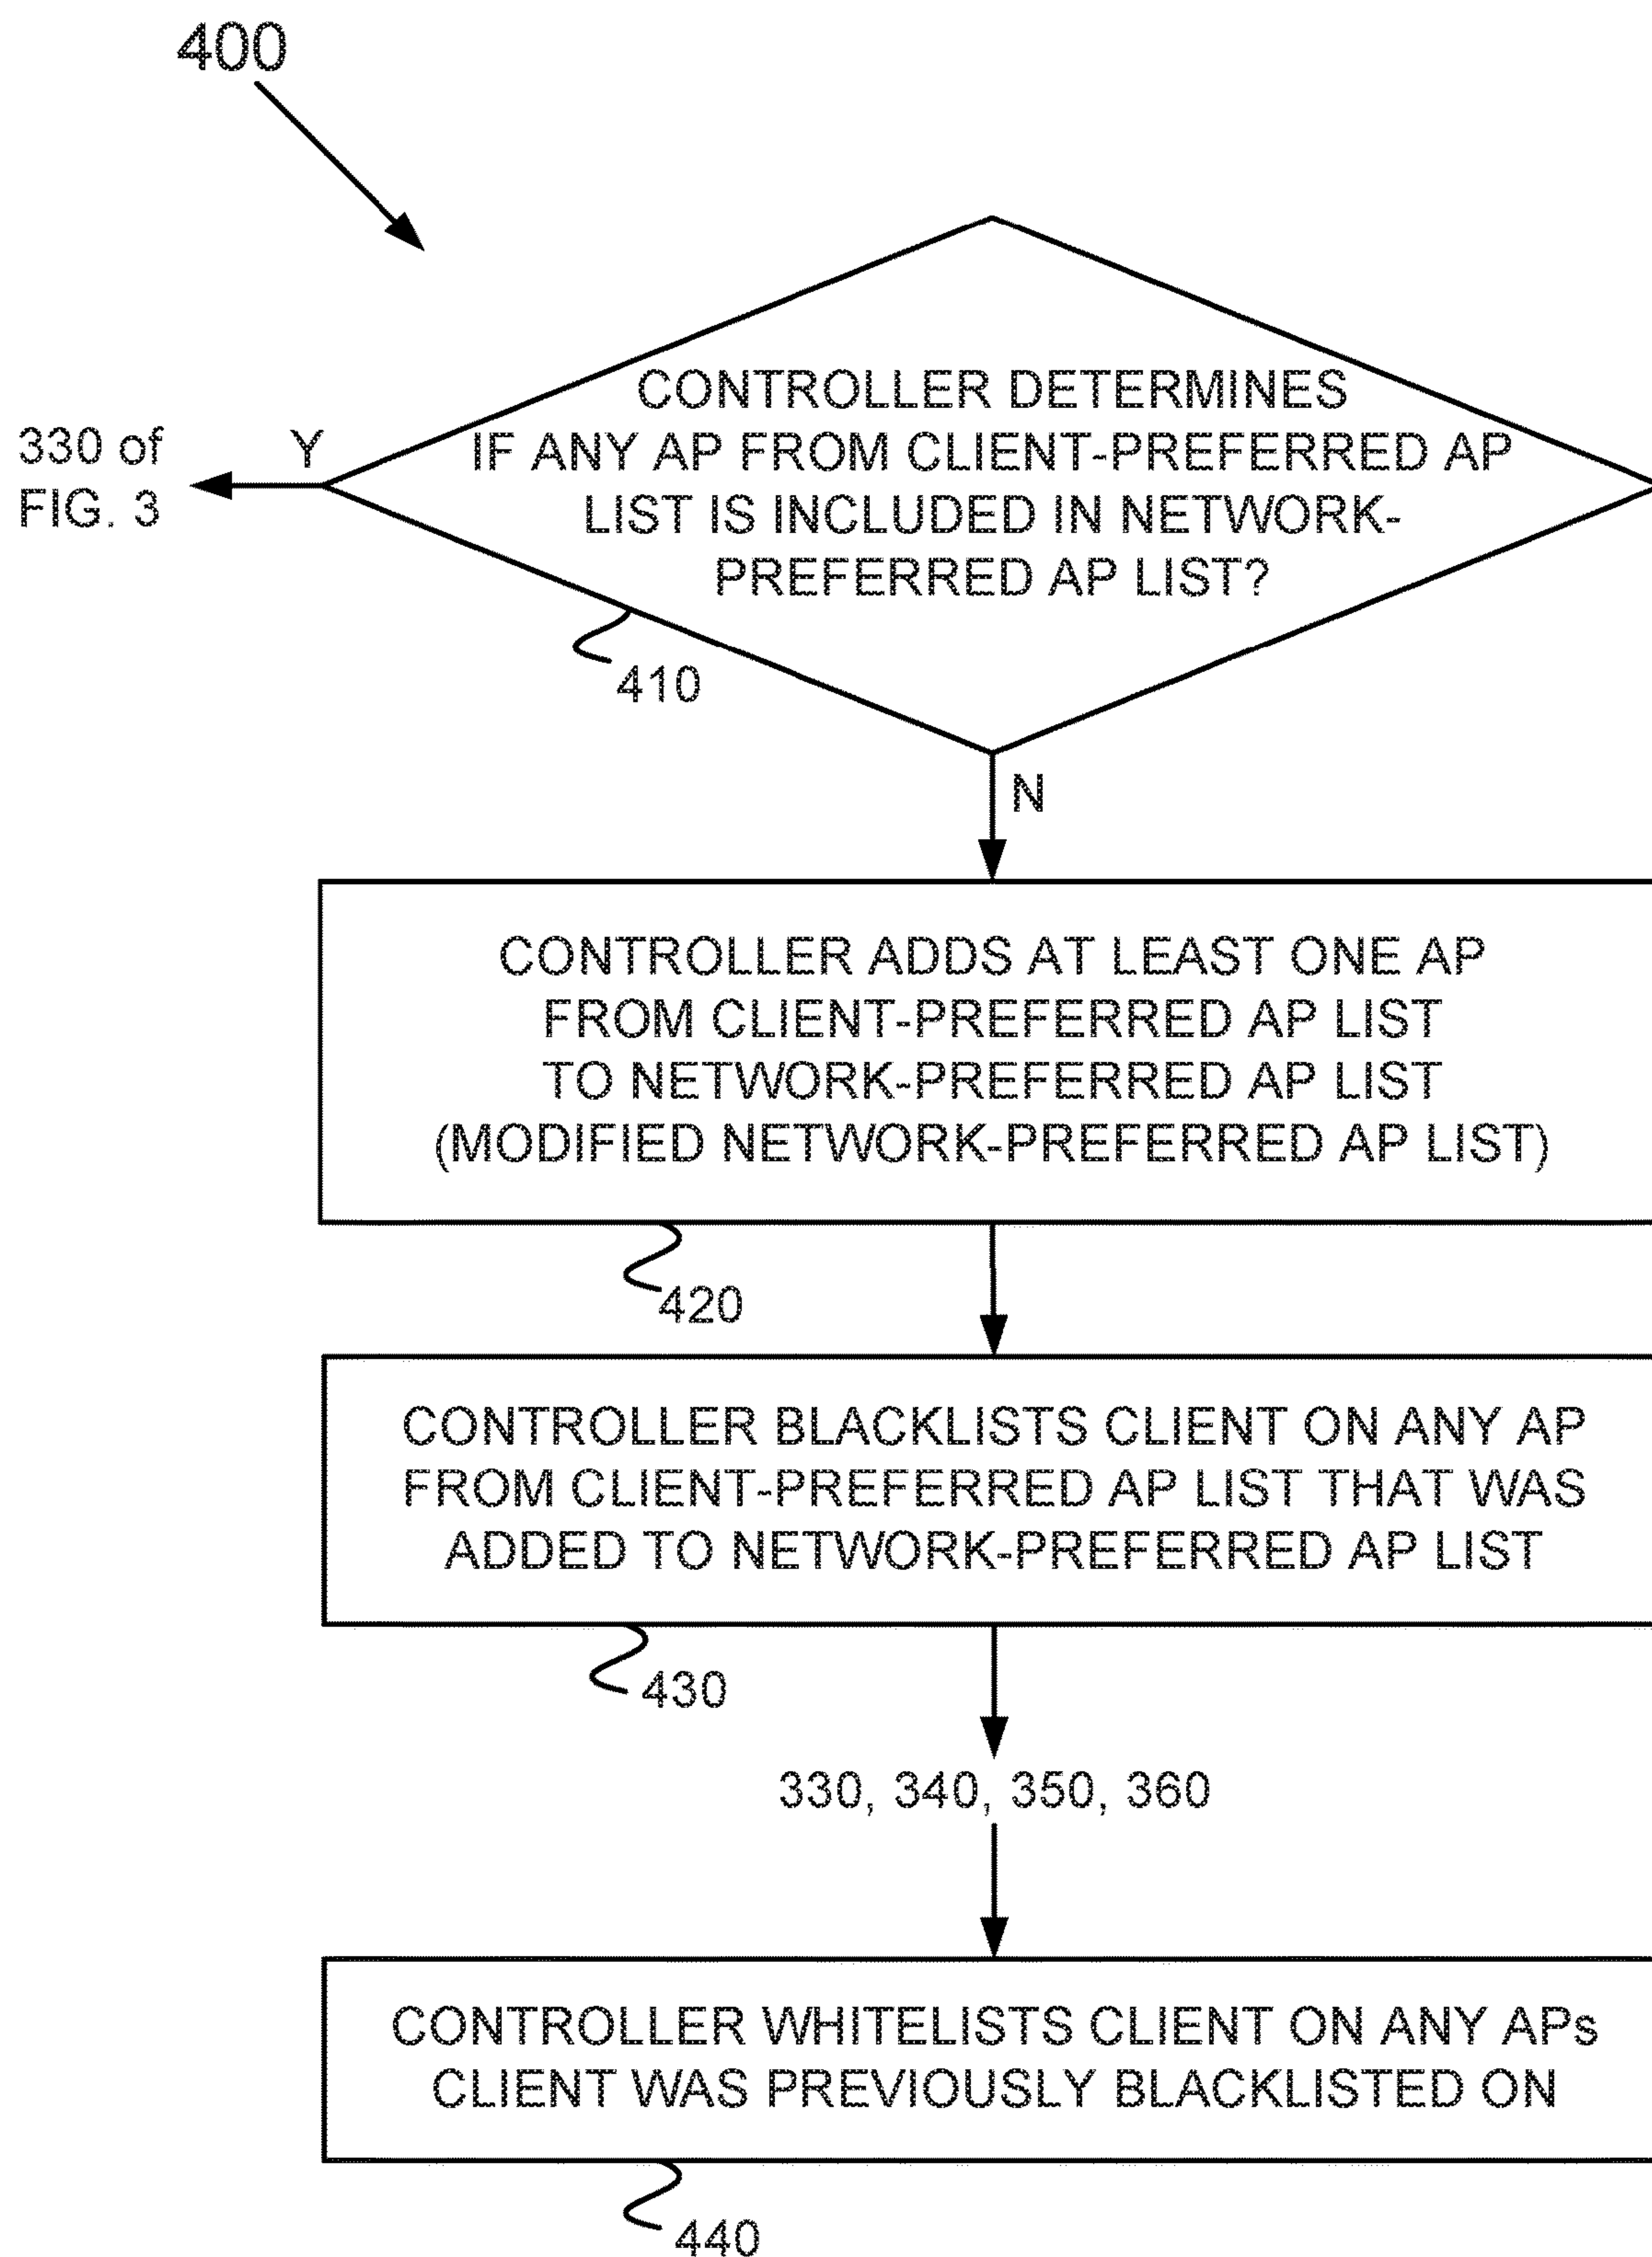 400
CONTROLLER DETERMINES
IF ANY AP FROM CLIENT-PREFERRED AP
LIST IS INCLUDED IN NETWORK-
PREFERRED AP LIST?
Y
330 of
FIG. 3
410
N
CONTROLLER ADDS AT LEAST ONE AP
FROM CLIENT-PREFERRED AP LIST
TO NETWORK-PREFERRED AP LIST
(MODIFIED NETWORK-PREFERRED AP LIST)
420
CONTROLLER BLACKLISTS CLIENT ON ANY AP
FROM CLIENT-PREFERRED AP LIST THAT WAS
ADDED TO NETWORK-PREFERRED AP LIST
430
330, 340, 350, 360
CONTROLLER WHITELISTS CLIENT ON ANY APs
CLIENT WAS PREVIOUSLY BLACKLISTED ON
440